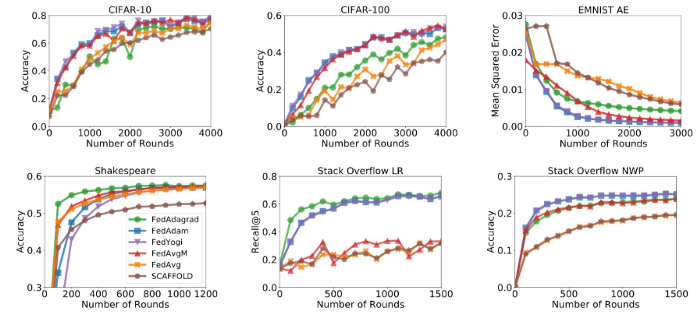 CIFAR-10
Accuracy
0.8
0.6
0.4
0.2
0.0
0 1000 2000 3000 4000
Number of Rounds
CIFAR-100
Accuracy
0.6
0.4
0.2
0.0
0 1000 2000 3000 4000
Number of Rounds
EMNIST AE
Mean Squared Error
0.03
0.02
0.01
0.00
0 1000 2000 3000
Number of Rounds
Shakespeare
Accuracy
0.6
0.5
0.4
0.3
0 200 400 600 800 1000 1200
Number of Rounds
FedAdagrad
FedAdam
FedYogi
FedAvgM
FedAvg
SCAFFOLD
Stack Overflow LR
Recall@5
0.8
0.6
0.4
0.2
0.0
0 500 1000 1500
Number of Rounds
Stack Overflow NWP
Accuracy
0.3
0.2
0.1
0.0
0 500 1000 1500
Number of Rounds